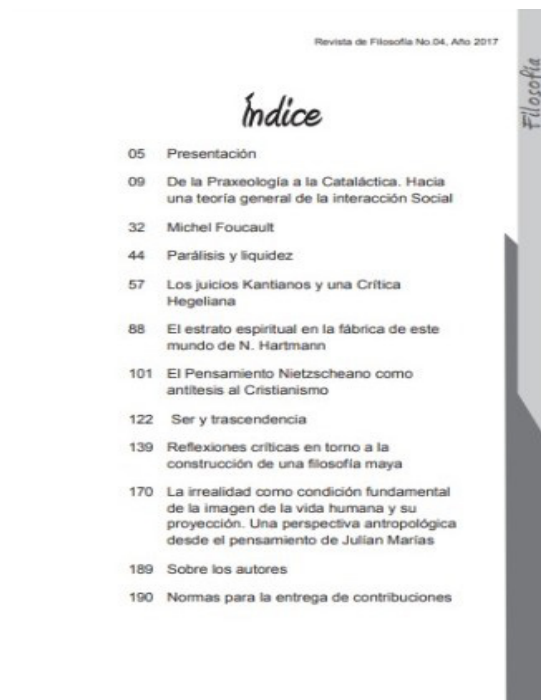 Revista de Filosofía No.04, Año 2017
Filosofía
Índice
05 Presentación
09 De la Praxeología a la Cataláctica. Hacia
una teoría general de la interacción Social
32 Michel Foucault
44 Parálisis y liquidez
57 Los juicios Kantianos y una Crítica
Hegeliana
88 El estrato espiritual en la fábrica de este
mundo de N. Hartmann
101 El Pensamiento Nietzscheano como
antítesis al Cristianismo
122 Ser y trascendencia
139 Reflexiones críticas en torno a la
construcción de una filosofía maya
170 La irrealidad como condición fundamental
de la imagen de la vida humana y su
proyección. Una perspectiva antropológica
desde el pensamiento de Julían Marías
189 Sobre los autores
190 Normas para la entrega de contribuciones